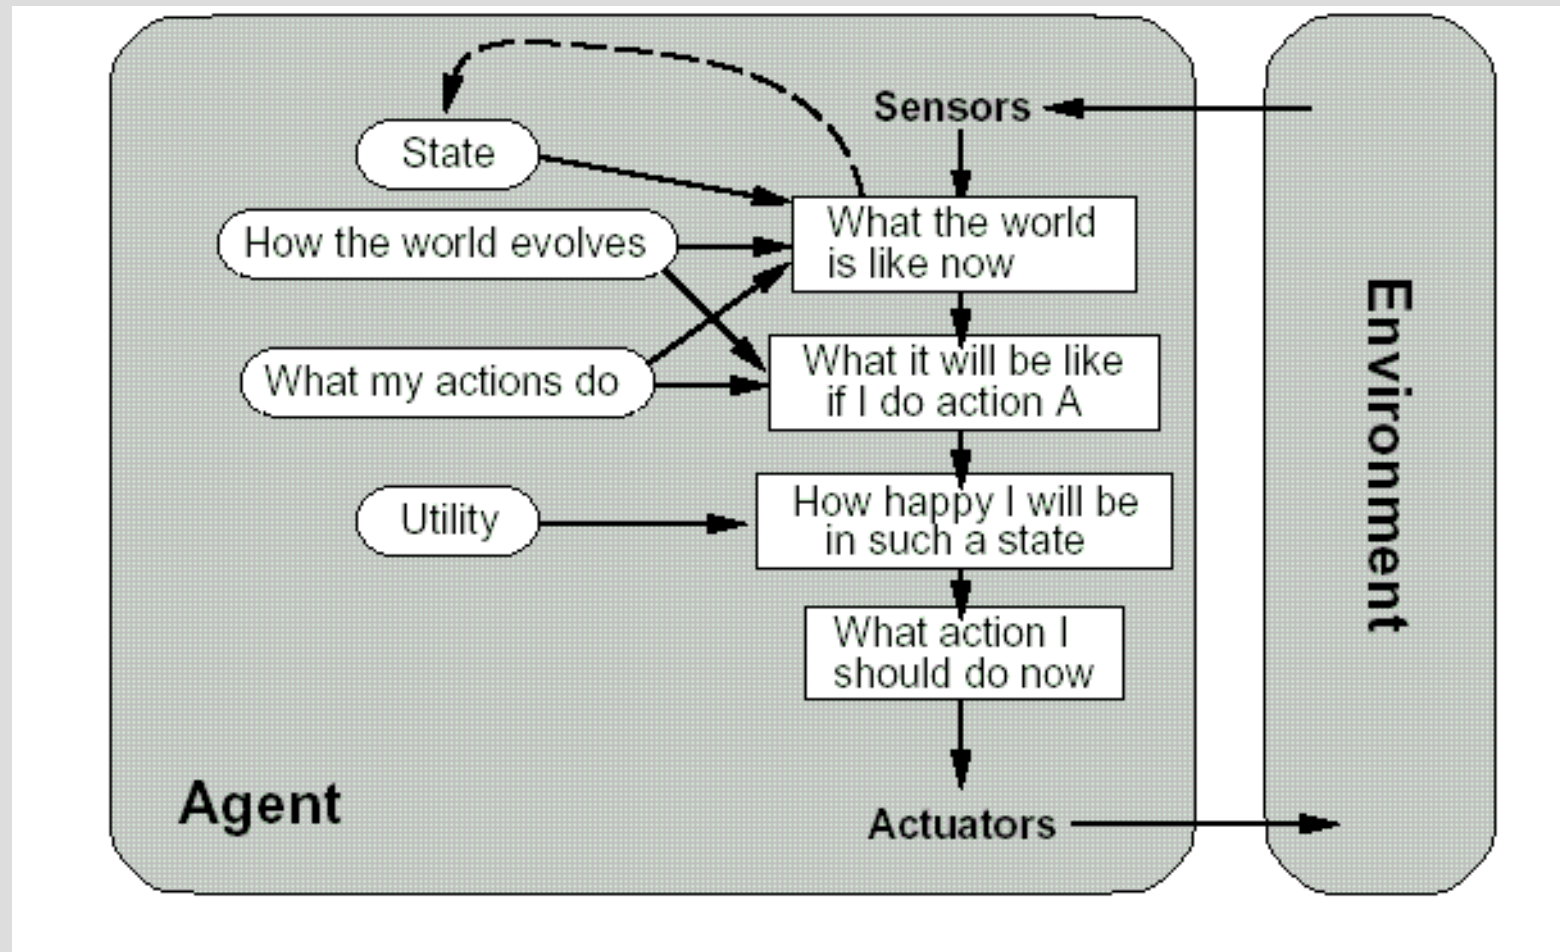 Sensors
State
What the world
is like now
How the world evolves
What it will be like
if I do action A
What my actions do
How happy I will be
in such a state
Utility
What action I
should do now
Agent
Actuators
Environment